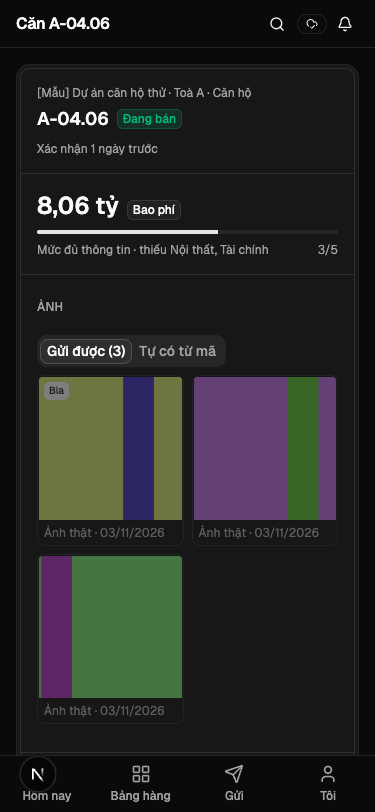 Căn A-04.06
[Mẫu] Dự án căn hộ thử · Toà A · Căn hộ
A-04.06 Đang bán
Xác nhận 1 ngày trước
8,06 tỷ Bao phí
Mức đủ thông tin · thiếu Nội thất, Tài chính 3/5
ẢNH
Gửi được (3) Tự có từ mã
Bìa
Ảnh thật · 03/11/2026 Ảnh thật · 03/11/2026
Ảnh thật · 03/11/2026
N
Hôm nay Bảng hàng Gửi Tôi